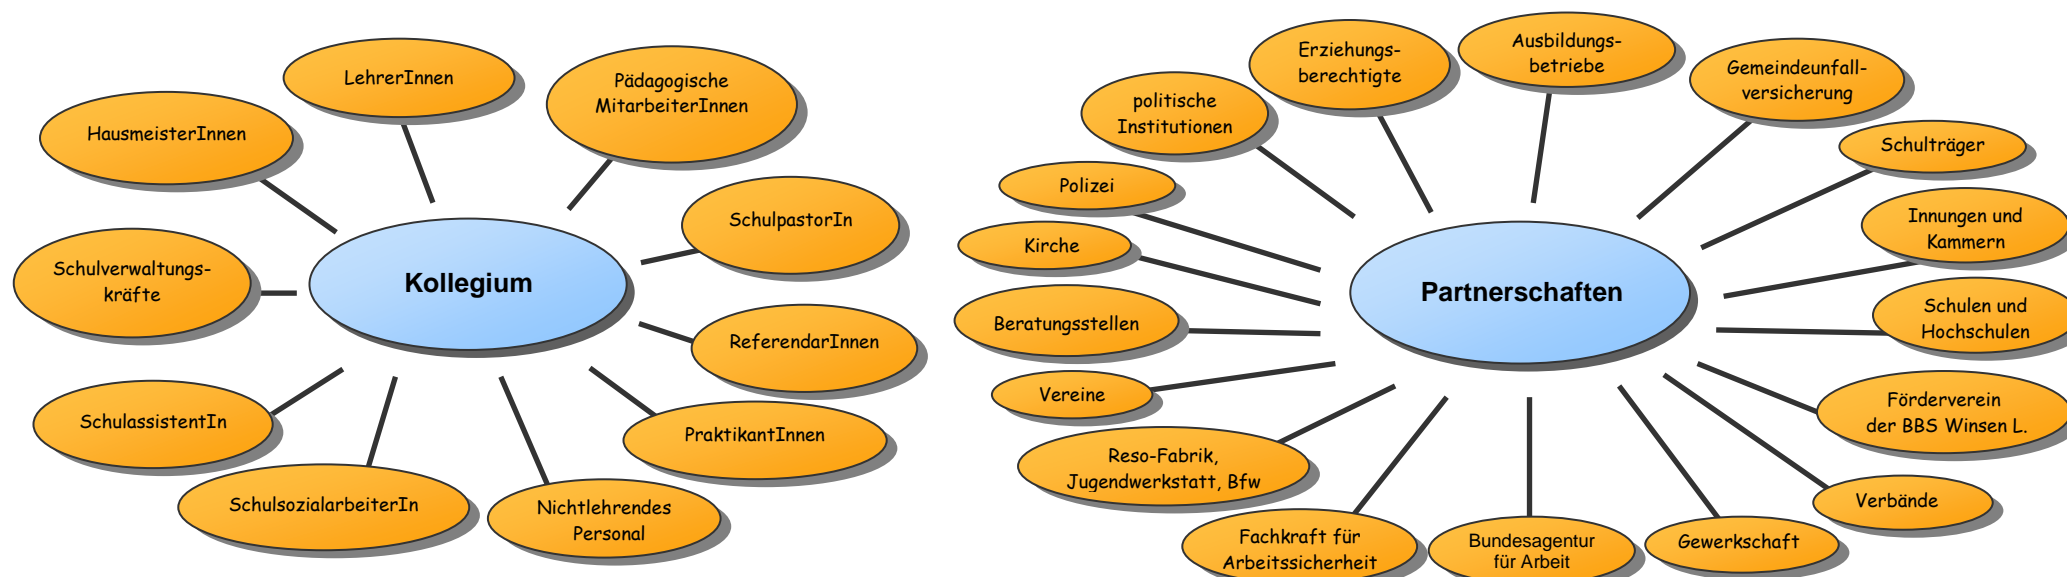 LehrerInnen
Pädagogische
MitarbeiterInnen
HausmeisterInnen
SchulpastorIn
Schulverwaltungs-
kräfte
Kollegium
ReferendarInnen
SchulassistentIn
PraktikantInnen
SchulsozialarbeiterIn
Nichtlehrendes
Personal
Erziehungs-
berechtigte
Ausbildungs-
betriebe
Gemeindeunfall-
versicherung
politische
Institutionen
Schulträger
Polizei
Innungen und
Kammern
Kirche
Partnerschaften
Beratungsstellen
Schulen und
Hochschulen
Vereine
Förderverein
der BBS Winsen L.
Reso-Fabrik,
Jugendwerkstatt, Bfw
Verbände
Fachkraft für
Arbeitssicherheit
Bundesagentur
für Arbeit
Gewerkschaft